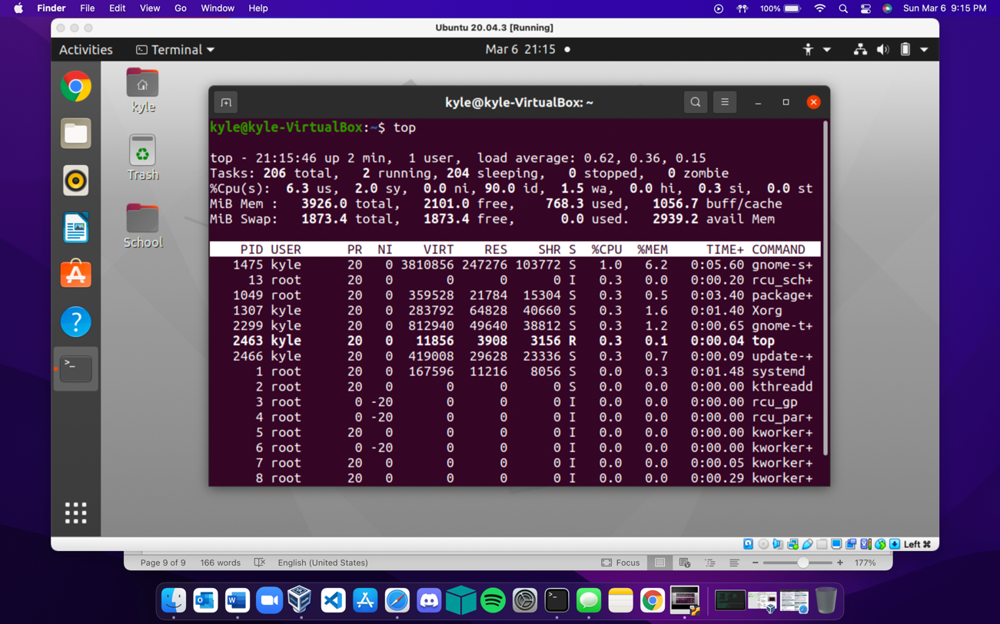 Finder File Edit View Go Window Help 100% Sun Mar 6 9:15 PM
Ubuntu 20.04.3 [Running]
Activities Terminal Mar 6 21:15
kyle
Trash
School
kyle@kyle-VirtualBox: ~
kyle@kyle-VirtualBox:~$ top
top - 21:15:46 up 2 min, 1 user, load average: 0.62, 0.36, 0.15
Tasks: 206 total, 2 running, 204 sleeping, 0 stopped, 0 zombie
%Cpu(s): 6.3 us, 2.0 sy, 0.0 ni, 90.0 id, 1.5 wa, 0.0 hi, 0.3 si, 0.0 st
MiB Mem : 3926.0 total, 2101.0 free, 768.3 used, 1056.7 buff/cache
MiB Swap: 1873.4 total, 1873.4 free, 0.0 used. 2939.2 avail Mem
PID USER PR NI VIRT RES SHR S %CPU %MEM TIME+ COMMAND
1475 kyle 20 0 3810856 247276 103772 S 1.0 6.2 0:05.60 gnome-s+
13 root 20 0 0 0 0 I 0.3 0.0 0:00.20 rcu_sch+
1049 root 20 0 359528 21784 15304 S 0.3 0.5 0:03.40 package+
1307 kyle 20 0 283792 64828 40660 S 0.3 1.6 0:01.40 Xorg
2299 kyle 20 0 812940 49640 38812 S 0.3 1.2 0:00.65 gnome-t+
2463 kyle 20 0 11856 3908 3156 R 0.3 0.1 0:00.04 top
2466 kyle 20 0 419008 29628 23336 S 0.3 0.7 0:00.09 update-+
1 root 20 0 167596 11216 8056 S 0.0 0.3 0:01.48 systemd
2 root 20 0 0 0 0 S 0.0 0.0 0:00.00 kthreadd
3 root 0 -20 0 0 0 I 0.0 0.0 0:00.00 rcu_gp
4 root 0 -20 0 0 0 I 0.0 0.0 0:00.00 rcu_par+
5 root 20 0 0 0 0 I 0.0 0.0 0:00.00 kworker+
6 root 0 -20 0 0 0 I 0.0 0.0 0:00.00 kworker+
7 root 20 0 0 0 0 I 0.0 0.0 0:00.05 kworker+
8 root 20 0 0 0 0 I 0.0 0.0 0:00.29 kworker+
Left ⌘
Page 9 of 9 166 words English (United States) Focus 177%